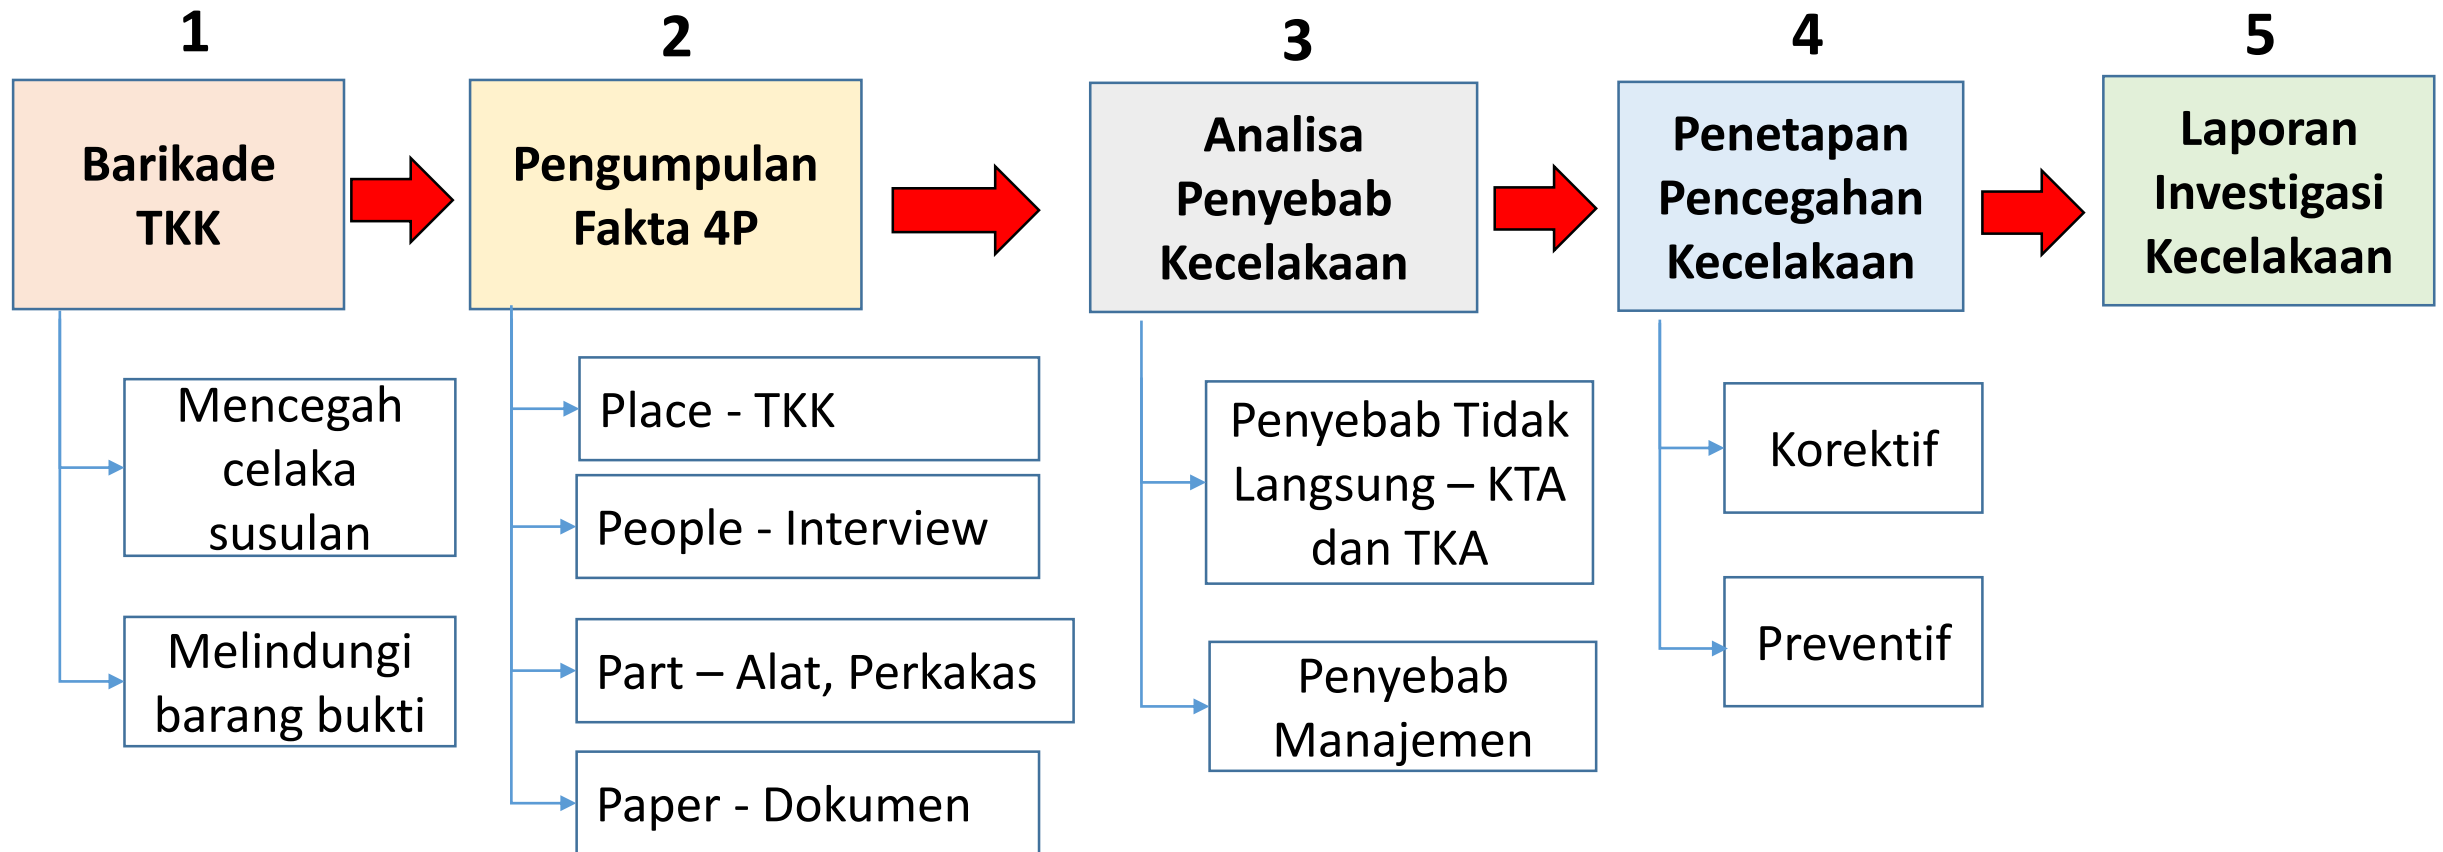 1
2
3
4
5
Barikade
TKK
Pengumpulan
Fakta 4P
Analisa
Penyebab
Kecelakaan
Penetapan
Pencegahan
Kecelakaan
Laporan
Investigasi
Kecelakaan
Mencegah
celaka
susulan
Melindungi
barang bukti
Place - TKK
People - Interview
Part – Alat, Perkakas
Paper - Dokumen
Penyebab Tidak
Langsung – KTA
dan TKA
Penyebab
Manajemen
Korektif
Preventif